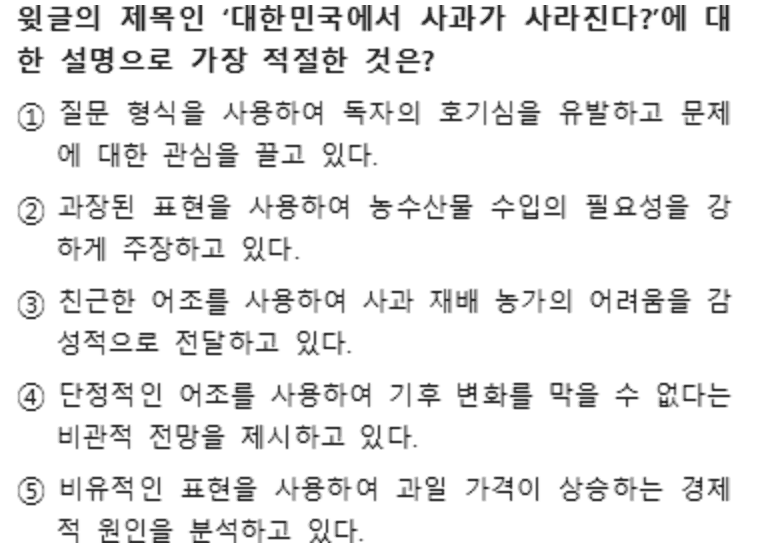 윗글의 제목인 ‘대한민국에서 사과가 사라진다?’에 대
한 설명으로 가장 적절한 것은?
① 질문 형식을 사용하여 독자의 호기심을 유발하고 문제
에 대한 관심을 끌고 있다.
② 과장된 표현을 사용하여 농수산물 수입의 필요성을 강
하게 주장하고 있다.
③ 친근한 어조를 사용하여 사과 재배 농가의 어려움을 감
성적으로 전달하고 있다.
④ 단정적인 어조를 사용하여 기후 변화를 막을 수 없다는
비관적 전망을 제시하고 있다.
⑤ 비유적인 표현을 사용하여 과일 가격이 상승하는 경제
적 원인을 분석하고 있다.